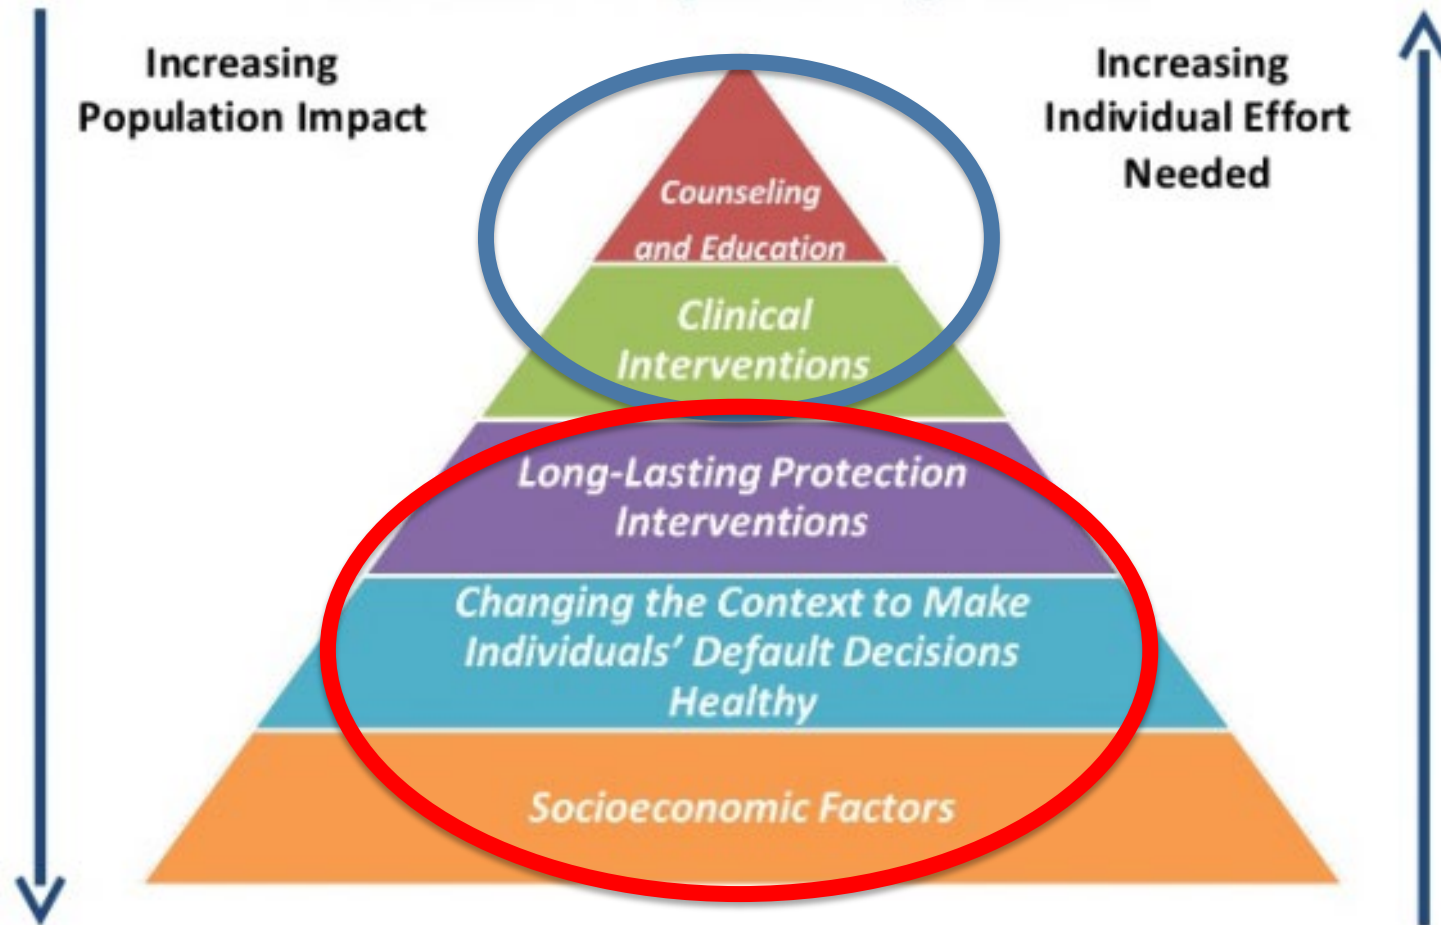 Increasing
Population Impact
Increasing
Individual Effort
Needed
Counseling
and Education
Clinical
Interventions
Long-Lasting Protection
Interventions
Changing the Context to Make
Individuals' Default Decisions
Healthy
Socioeconomic Factors